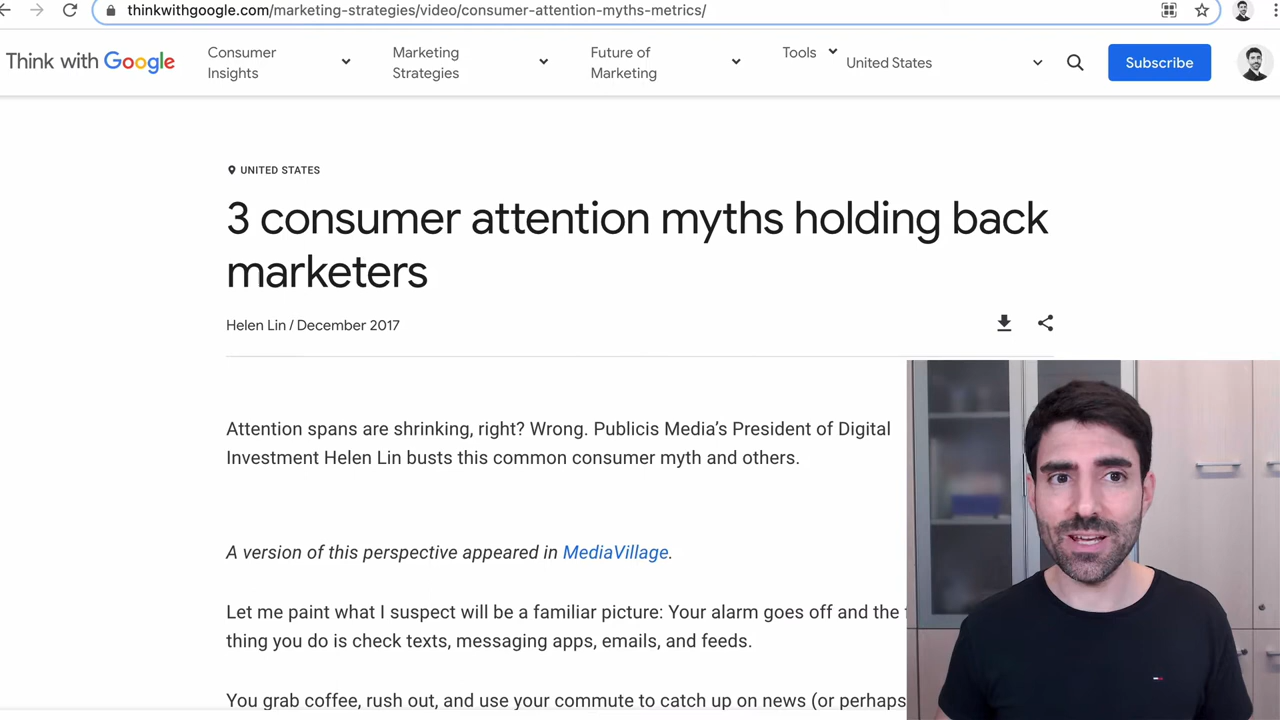 thinkwithgoogle.com/marketing-strategies/video/consumer-attention-myths-metrics/
Think with Google
Consumer
Insights
Marketing
Strategies
Future of
Marketing
Tools
United States
Subscribe
UNITED STATES
3 consumer attention myths holding back
marketers
Helen Lin / December 2017
Attention spans are shrinking, right? Wrong. Publicis Media’s President of Digital
Investment Helen Lin busts this common consumer myth and others.
A version of this perspective appeared in MediaVillage.
Let me paint what I suspect will be a familiar picture: Your alarm goes off and the
thing you do is check texts, messaging apps, emails, and feeds.
You grab coffee, rush out, and use your commute to catch up on news (or perhaps